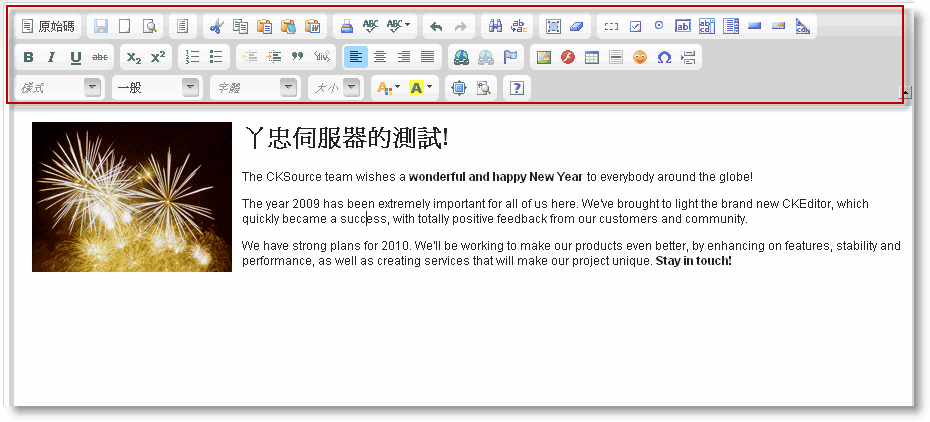 原始碼
B I U abc X₂ X²
樣式 一般 字體 大小 A A
丫忠伺服器的測試!
The CKSource team wishes a wonderful and happy New Year to everybody around the globe!
The year 2009 has been extremely important for all of us here. We've brought to light the brand new CKEditor, which
quickly became a success, with totally positive feedback from our customers and community.
We have strong plans for 2010. We'll be working to make our products even better, by enhancing on features, stability and
performance, as well as creating services that will make our project unique. Stay in touch!